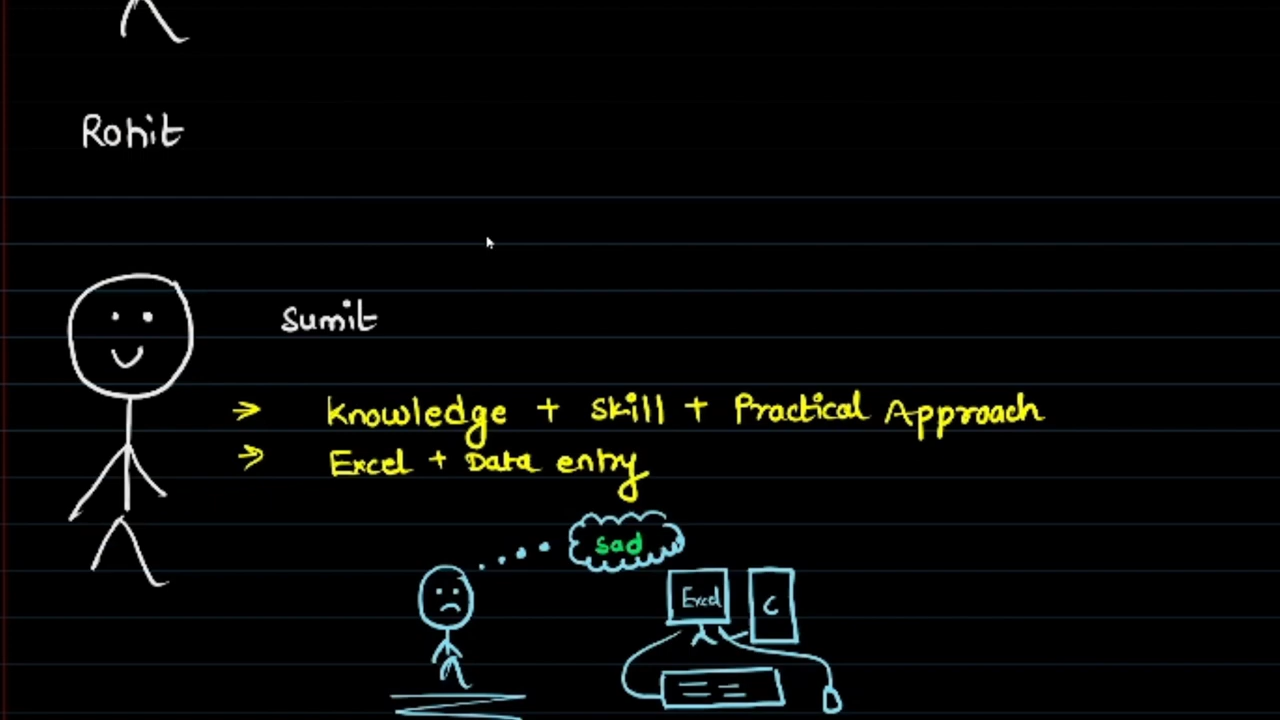 Rohit
Sumit
→ Knowledge + Skill + Practical Approach
→ Excel + Data entry
sad
Excel
C